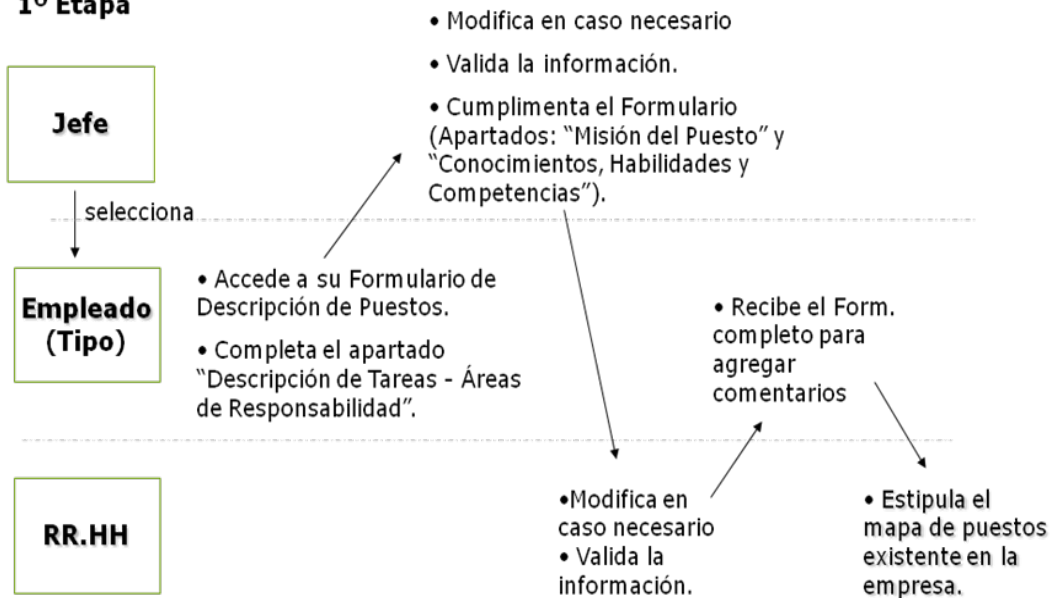 1º Etapa
Jefe
• Modifica en caso necesario
• Valida la información.
• Cumplimenta el Formulario
(Apartados: “Misión del Puesto” y
“Conocimientos, Habilidades y
Competencias”).
selecciona
Empleado
(Tipo)
• Accede a su Formulario de
Descripción de Puestos.
• Completa el apartado
“Descripción de Tareas - Áreas
de Responsabilidad”.
• Recibe el Form.
completo para
agregar
comentarios
RR.HH
•Modifica en
caso necesario
• Valida la
información.
• Estipula el
mapa de puestos
existente en la
empresa.